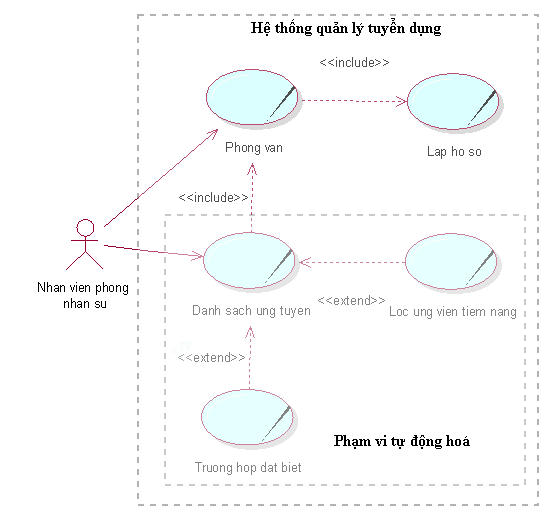 Hệ thống quản lý tuyển dụng
<<include>>
Phong van
Lap ho so
<<include>>
Nhan vien phong
nhan su
Danh sach ung tuyen
<<extend>>
Loc ung vien tiem nang
<<extend>>
Truong hop dat biet
Phạm vi tự động hoá